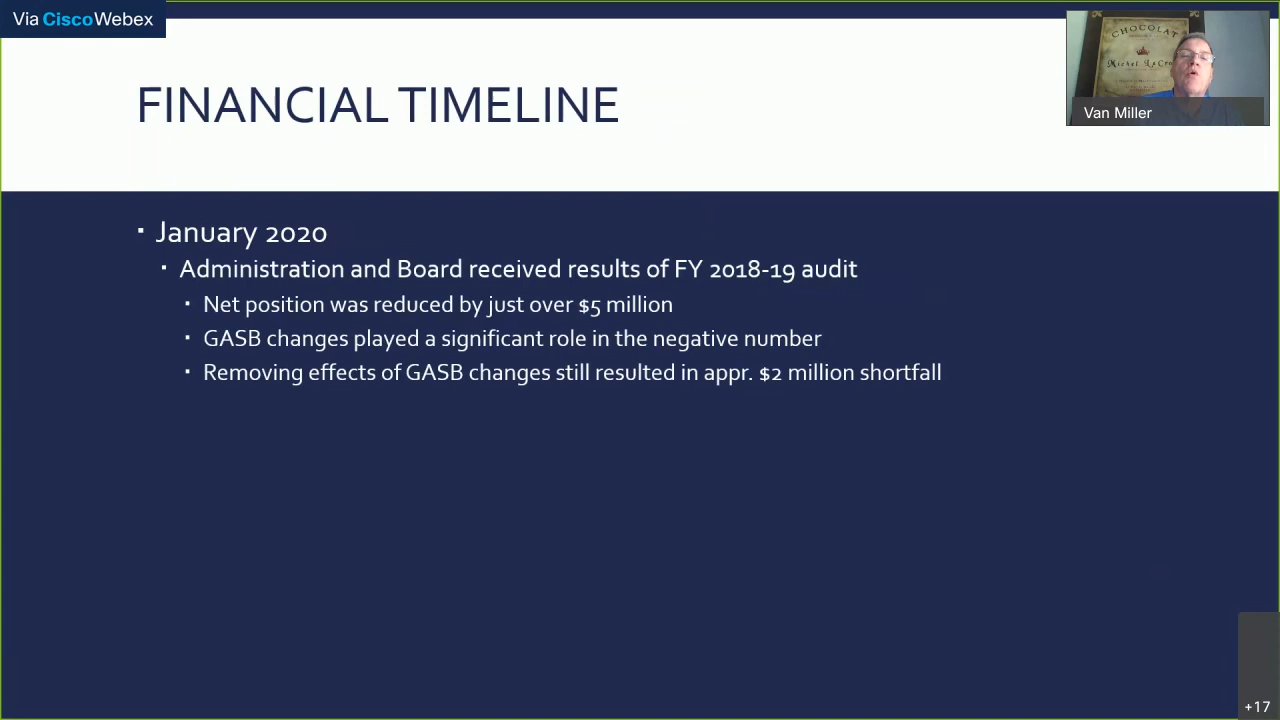 Via CiscoWebex
CHOCOLAT
Van Miller
FINANCIAL TIMELINE
▪ January 2020
▪ Administration and Board received results of FY 2018-19 audit
▪ Net position was reduced by just over $5 million
▪ GASB changes played a significant role in the negative number
▪ Removing effects of GASB changes still resulted in appr. $2 million shortfall
+17